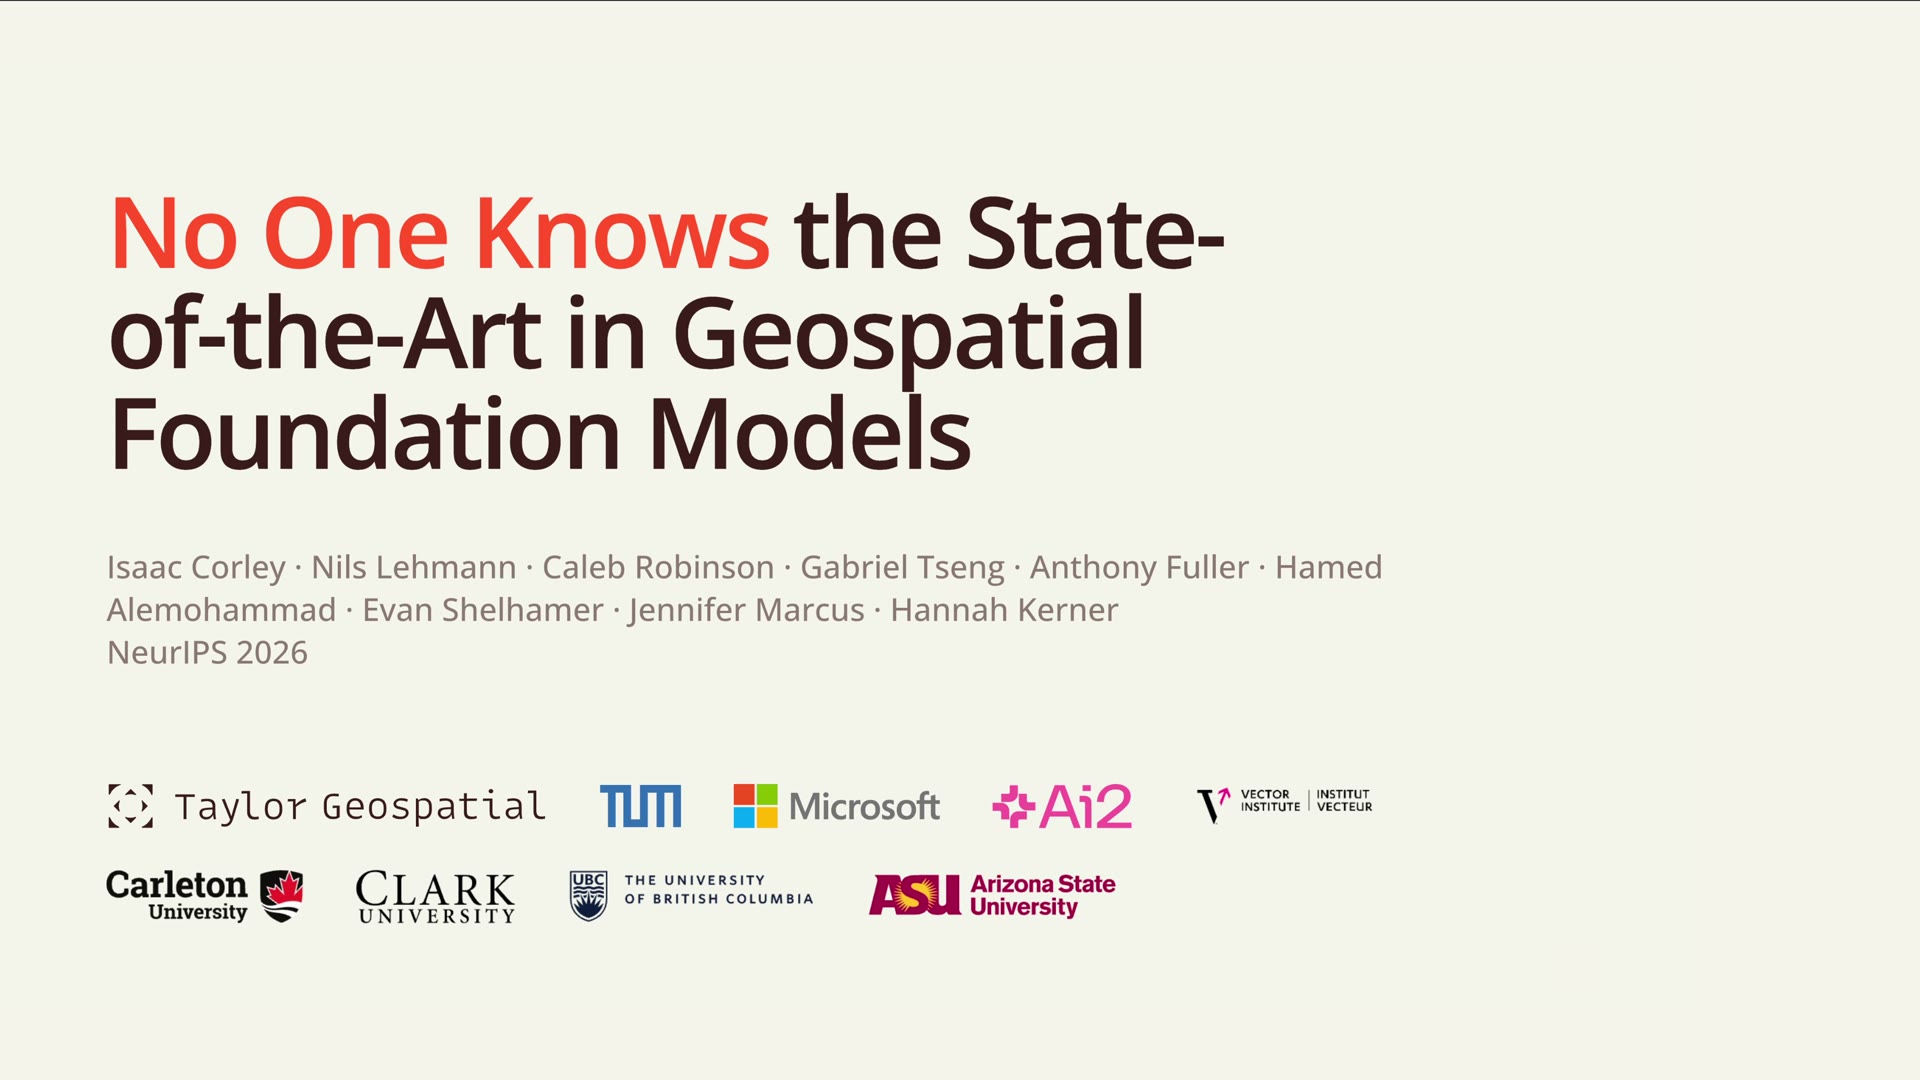 No One Knows the State-
of-the-Art in Geospatial
Foundation Models
Isaac Corley · Nils Lehmann · Caleb Robinson · Gabriel Tseng · Anthony Fuller · Hamed
Alemohammad · Evan Shelhamer · Jennifer Marcus · Hannah Kerner
NeurIPS 2026
Taylor Geospatial
TUM
Microsoft
Ai2
VECTOR INSTITUTE | INSTITUT VECTEUR
Carleton
University
CLARK
UNIVERSITY
UBC
THE UNIVERSITY
OF BRITISH COLUMBIA
ASU
Arizona State
University